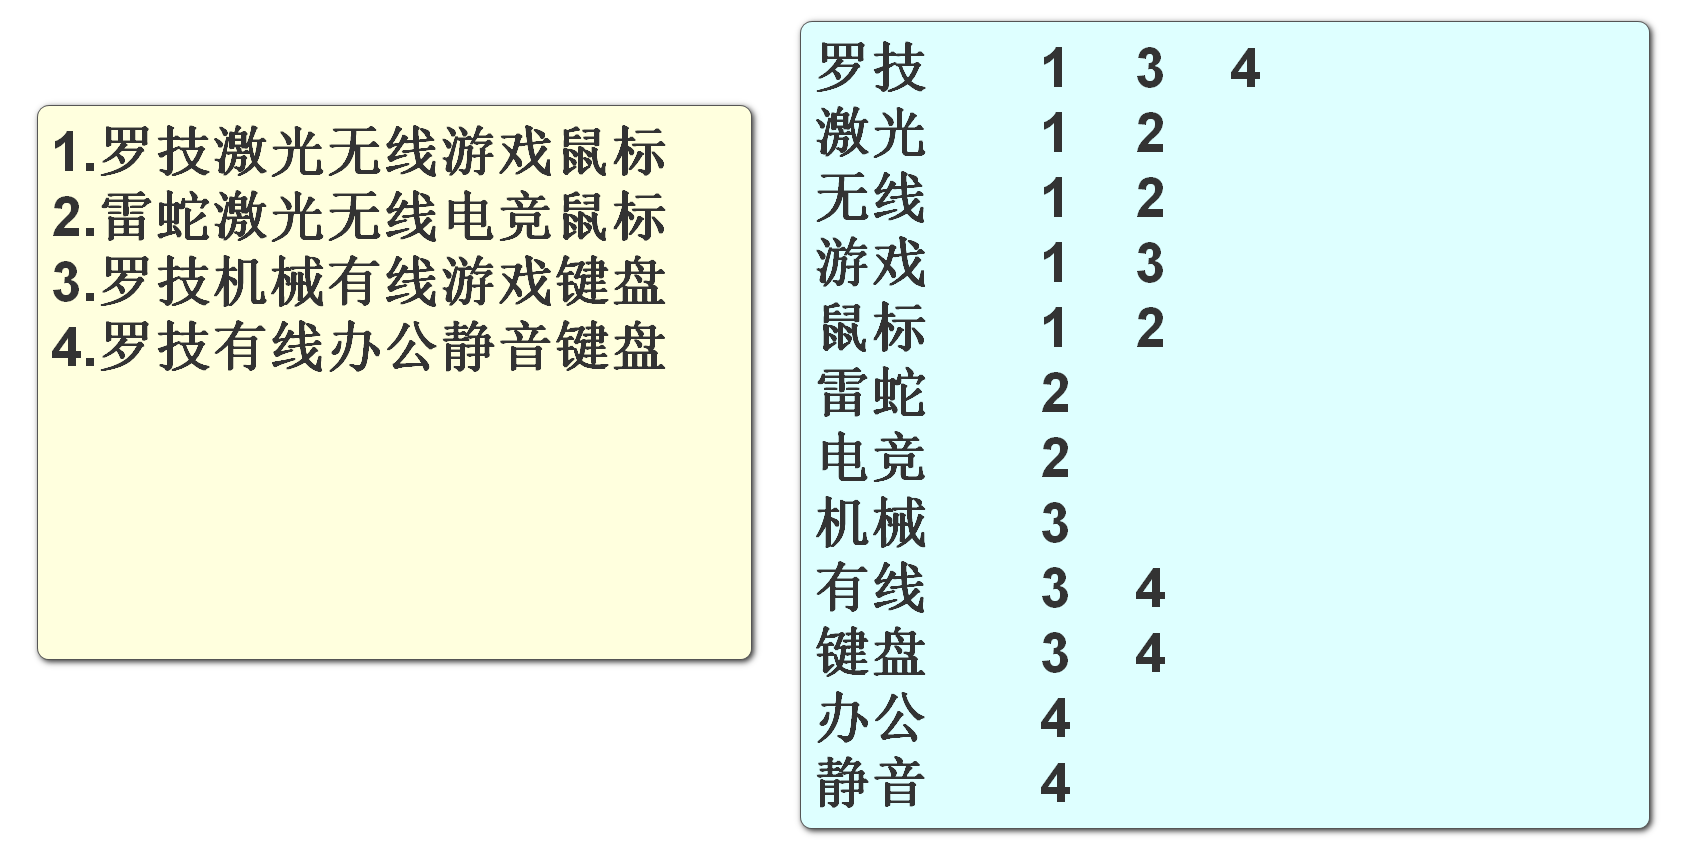 1.罗技激光无线游戏鼠标
2.雷蛇激光无线电竞鼠标
3.罗技机械有线游戏键盘
4.罗技有线办公静音键盘
罗技 1 3 4
激光 1 2
无线 1 2
游戏 1 3
鼠标 1 2
雷蛇 2
电竞 2
机械 3
有线 3 4
键盘 3 4
办公 4
静音 4